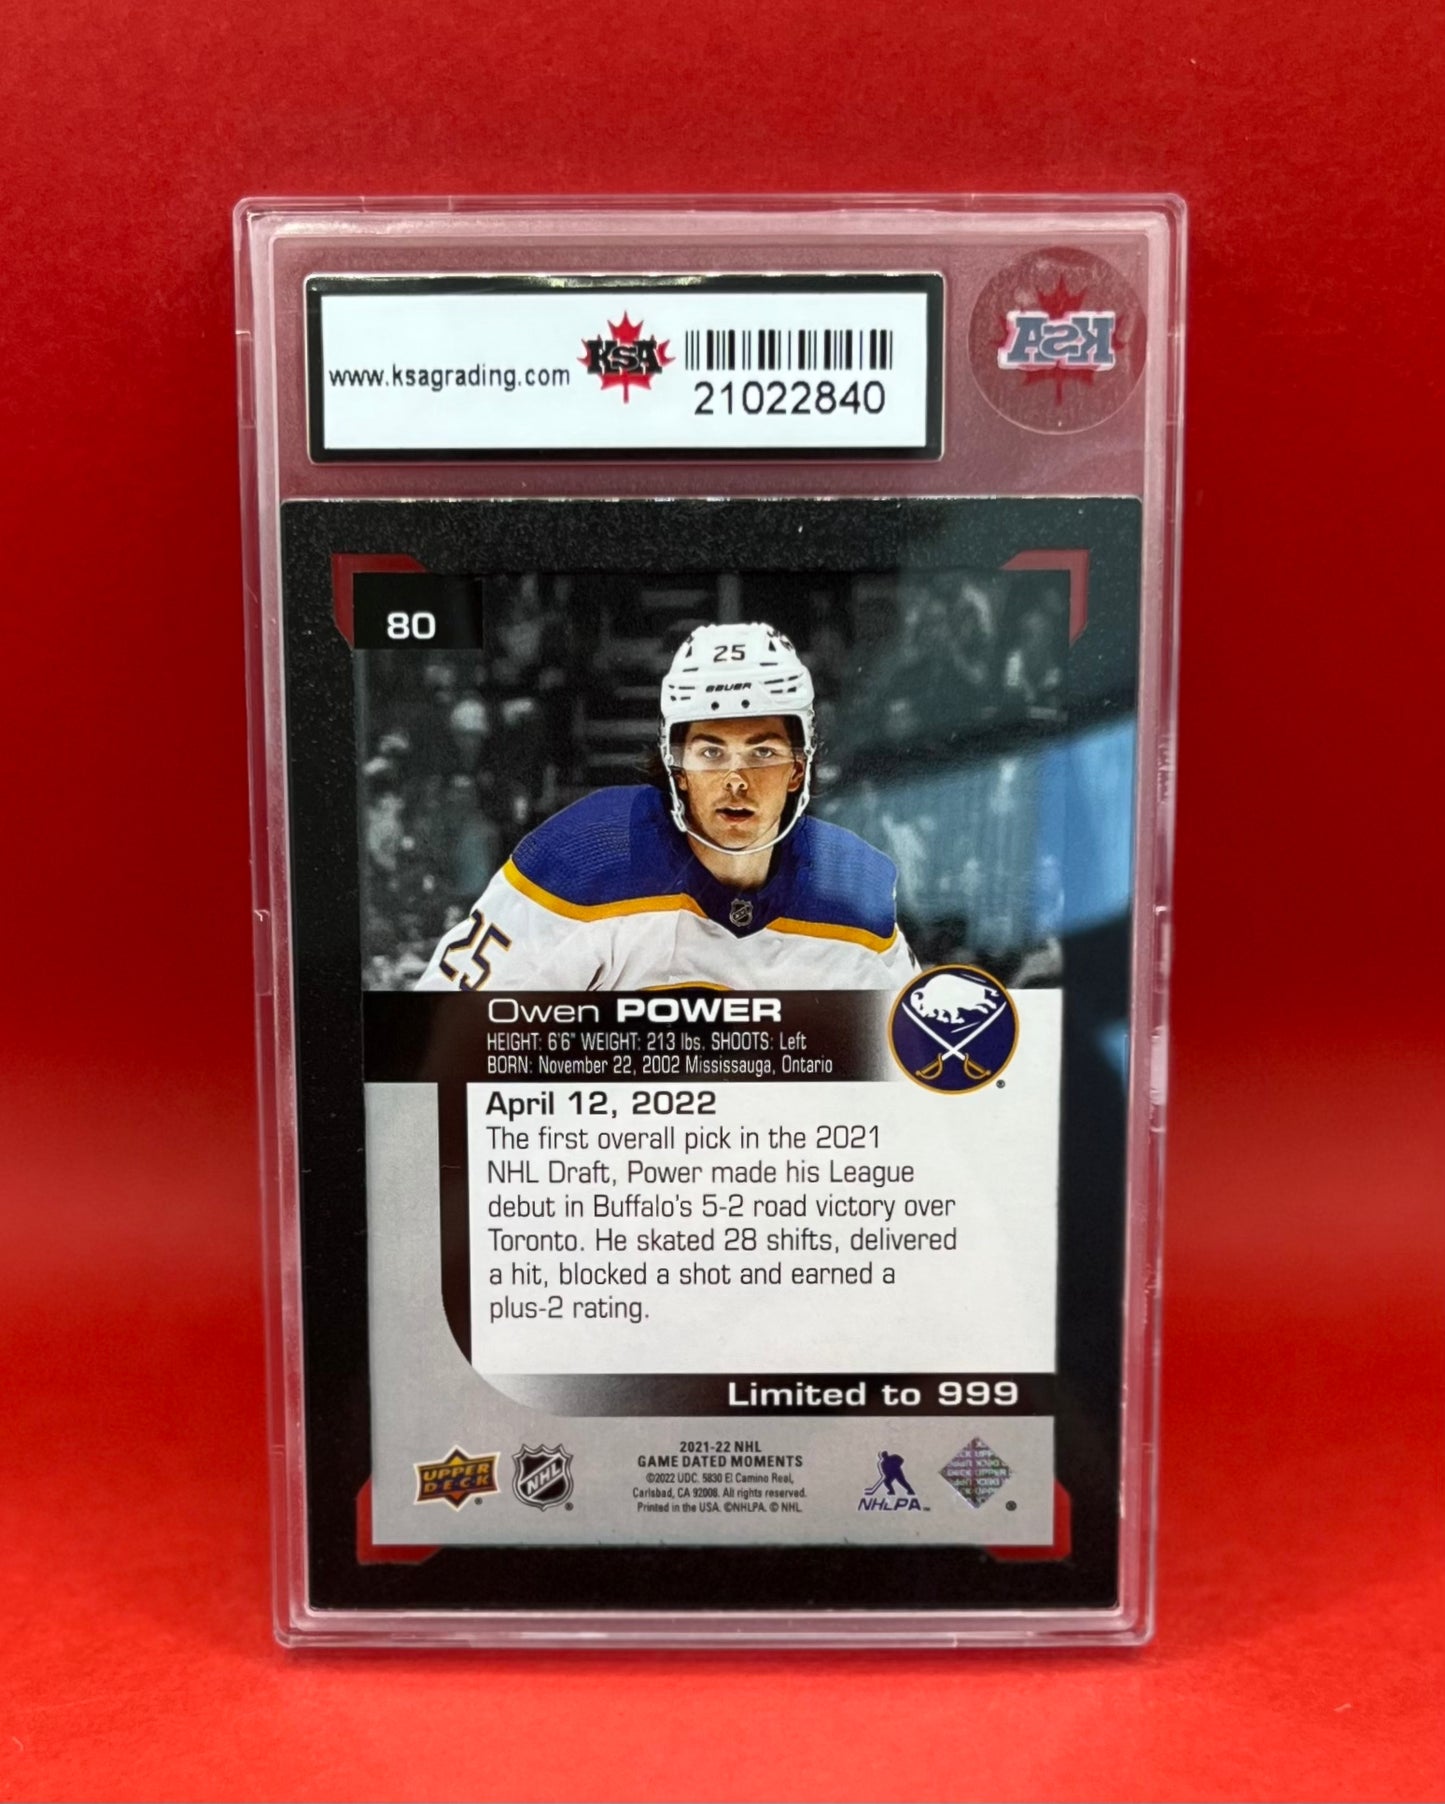 www.ksagrading.com
KSA
21022840
KSA
80
25
BAUER
25
Owen POWER
HEIGHT: 6'6" WEIGHT: 213 lbs. SHOOTS: Left
BORN: November 22, 2002 Mississauga, Ontario
®
April 12, 2022
The first overall pick in the 2021
NHL Draft, Power made his League
debut in Buffalo's 5-2 road victory over
Toronto. He skated 28 shifts, delivered
a hit, blocked a shot and earned a
plus-2 rating.
Limited to 999
UPPER
DECK®
NHL®
2021-22 NHL
GAME DATED MOMENTS
©2022 UDC. 5830 El Camino Real,
Carlsbad, CA 92008. All rights reserved.
Printed in the USA. ©NHLPA. © NHL.
NHLPA™
®